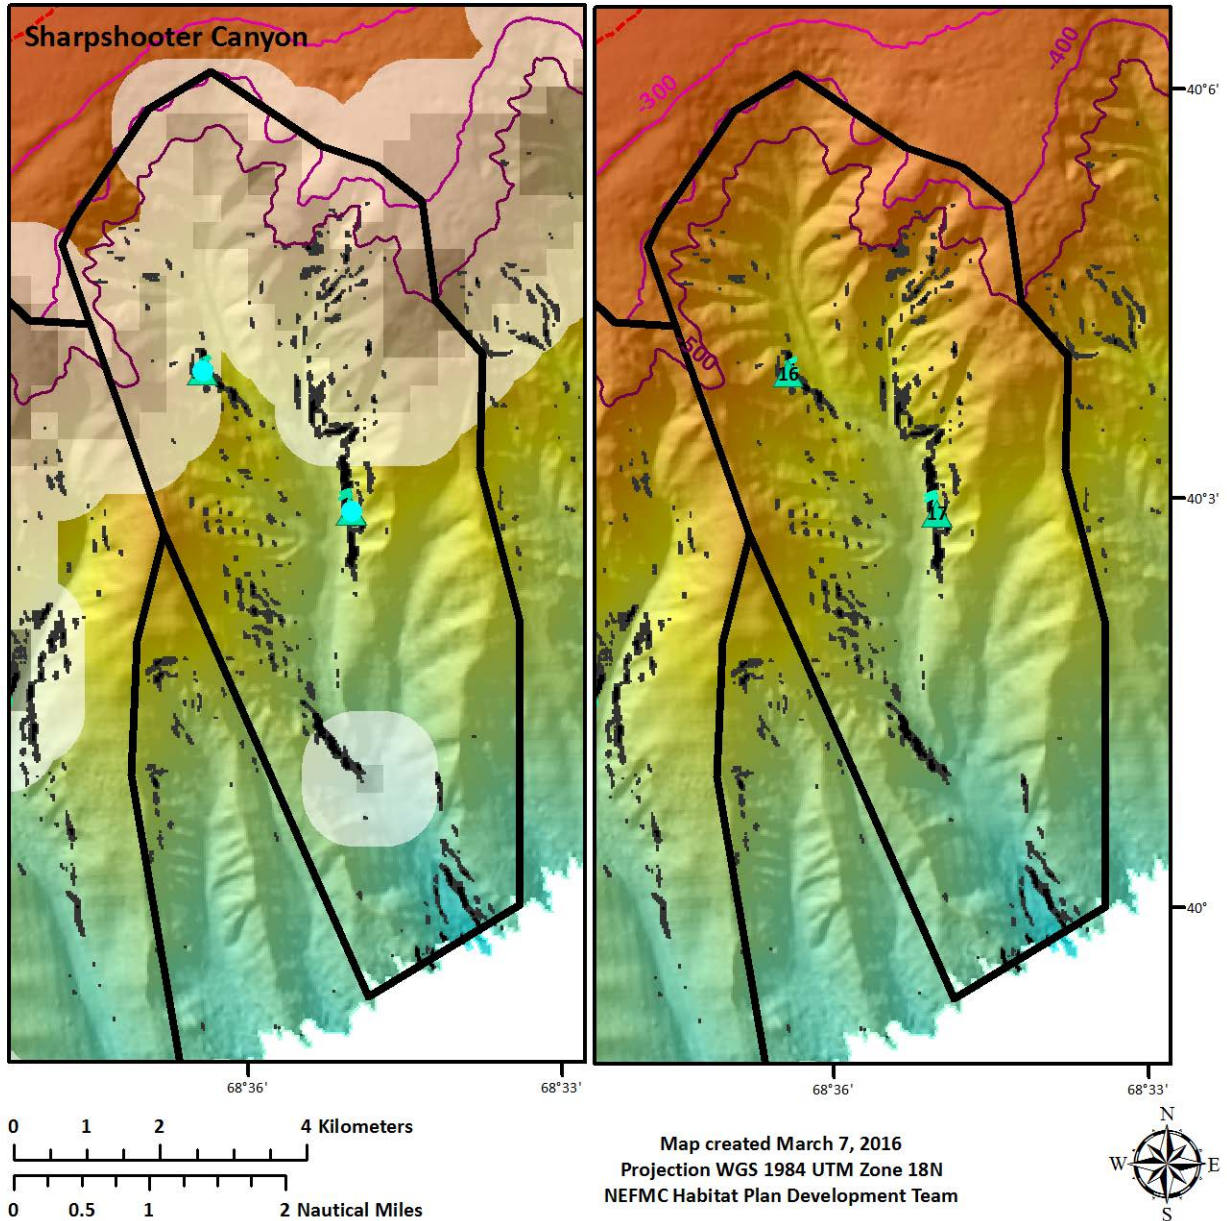 Sharpshooter Canyon
-300
-400
40°6'
-500
16
40°3'
17
40°
68°36'
68°33'
68°36'
68°33'
0 1 2 4 Kilometers
0 0.5 1 2 Nautical Miles
Map created March 7, 2016
Projection WGS 1984 UTM Zone 18N
NEFMC Habitat Plan Development Team
N
W E
S